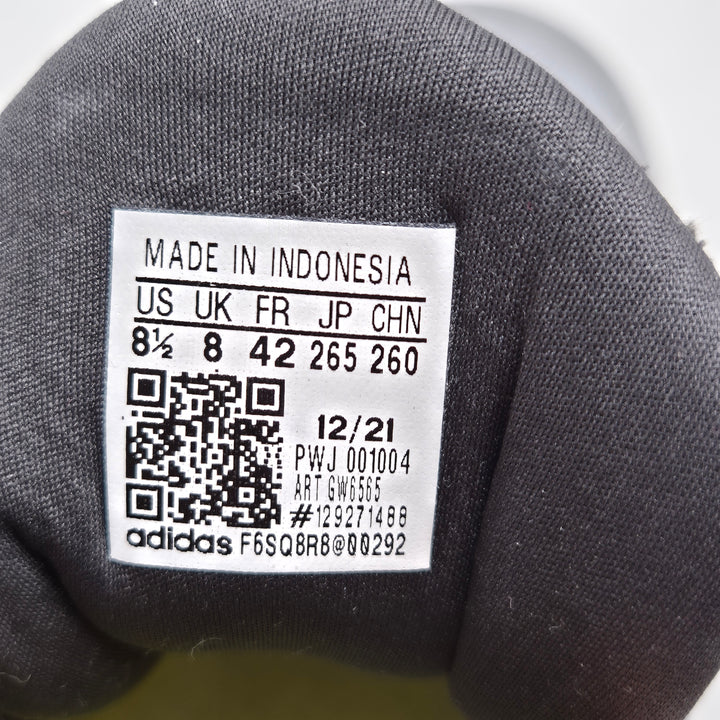 MADE IN INDONESIA
US UK FR JP CHN
8½ 8 42 265 260
12/21
PWJ 001004
ART GW6565
#129271488
adidas F6SQ8R8@00292